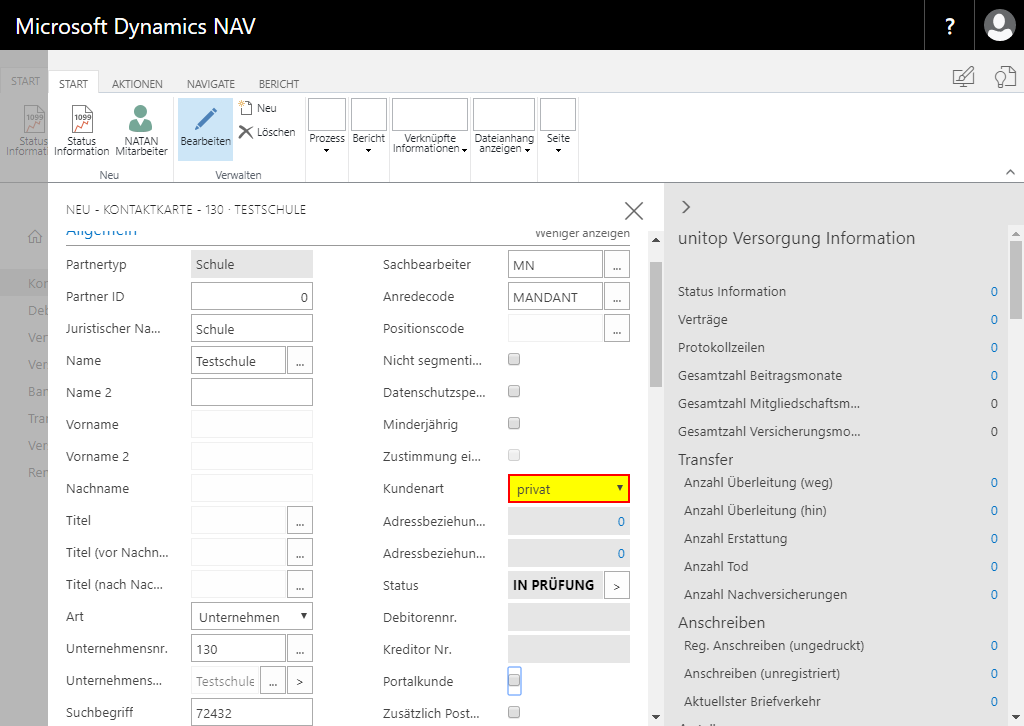 Microsoft Dynamics NAV
?
START
START
AKTIONEN
NAVIGATE
BERICHT
Status
Informat
Status
Information
NATAN
Mitarbeiter
Bearbeiten
Neu
Löschen
Prozess
Bericht
Verknüpfte
Informationen
Dateianhang
anzeigen
Seite
Neu
Verwalten
NEU - KONTAKTKARTE - 130 · TESTSCHULE
Allgemein
Weniger anzeigen
Partnertyp
Schule
Partner ID
0
Juristischer Na...
Schule
Name
Testschule
...
Name 2
Vorname
Vorname 2
Nachname
Titel
...
Titel (vor Nachn...
...
Titel (nach Nac...
...
Art
Unternehmen
Unternehmensnr.
130
...
Unternehmens...
Testschule
...
>
Suchbegriff
72432
Sachbearbeiter
MN
...
Anredecode
MANDANT
...
Positionscode
...
Nicht segmenti...
Datenschutzspe...
Minderjährig
Zustimmung ei...
Kundenart
privat
Adressbeziehun...
0
Adressbeziehun...
0
Status
IN PRÜFUNG
>
Debitorennr.
Kreditor Nr.
Portalkunde
Zusätzlich Post...
unitop Versorgung Information
Status Information
0
Verträge
0
Protokollzeilen
0
Gesamtzahl Beitragsmonate
0
Gesamtzahl Mitgliedschaftsm...
0
Gesamtzahl Versicherungsmo...
0
Transfer
Anzahl Überleitung (weg)
0
Anzahl Überleitung (hin)
0
Anzahl Erstattung
0
Anzahl Tod
0
Anzahl Nachversicherungen
0
Anschreiben
Reg. Anschreiben (ungedruckt)
0
Anschreiben (unregistriert)
0
Aktuellster Briefverkehr
0
Kon
Deb
Ver
Ver
Ban
Tran
Ver
Ren